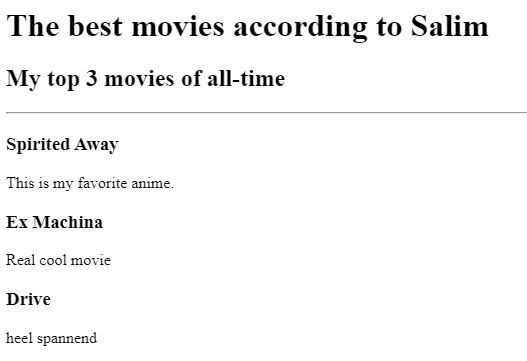 The best movies according to Salim
My top 3 movies of all-time
Spirited Away
This is my favorite anime.
Ex Machina
Real cool movie
Drive
heel spannend